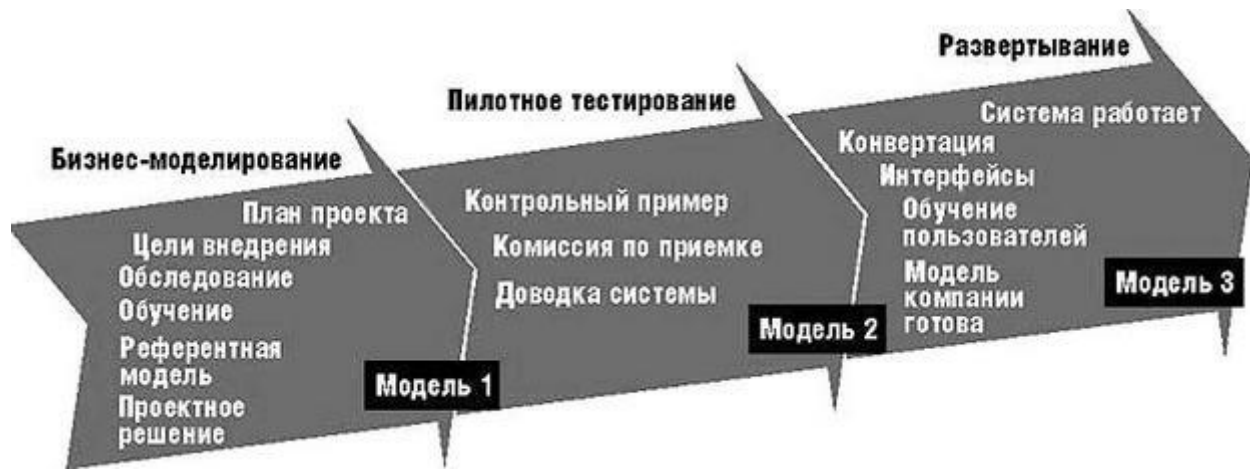 Бизнес-моделирование
План проекта
Цели внедрения
Обследование
Обучение
Референтная
модель
Проектное
решение
Модель 1
Пилотное тестирование
Контрольный пример
Комиссия по приемке
Доводка системы
Модель 2
Развертывание
Система работает
Конвертация
Интерфейсы
Обучение
пользователей
Модель
компании
готова
Модель 3